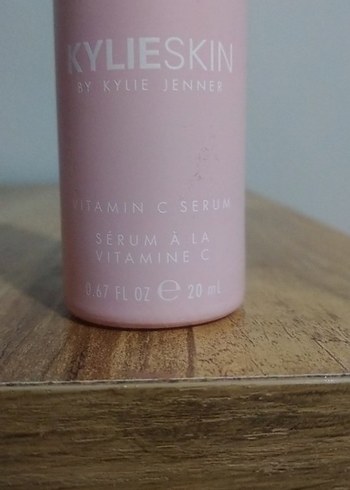 KYLIESKIN
BY KYLIE JENNER
VITAMIN C SERUM
SÉRUM À LA
VITAMINE C
0.67 FL OZ ℮ 20 mL